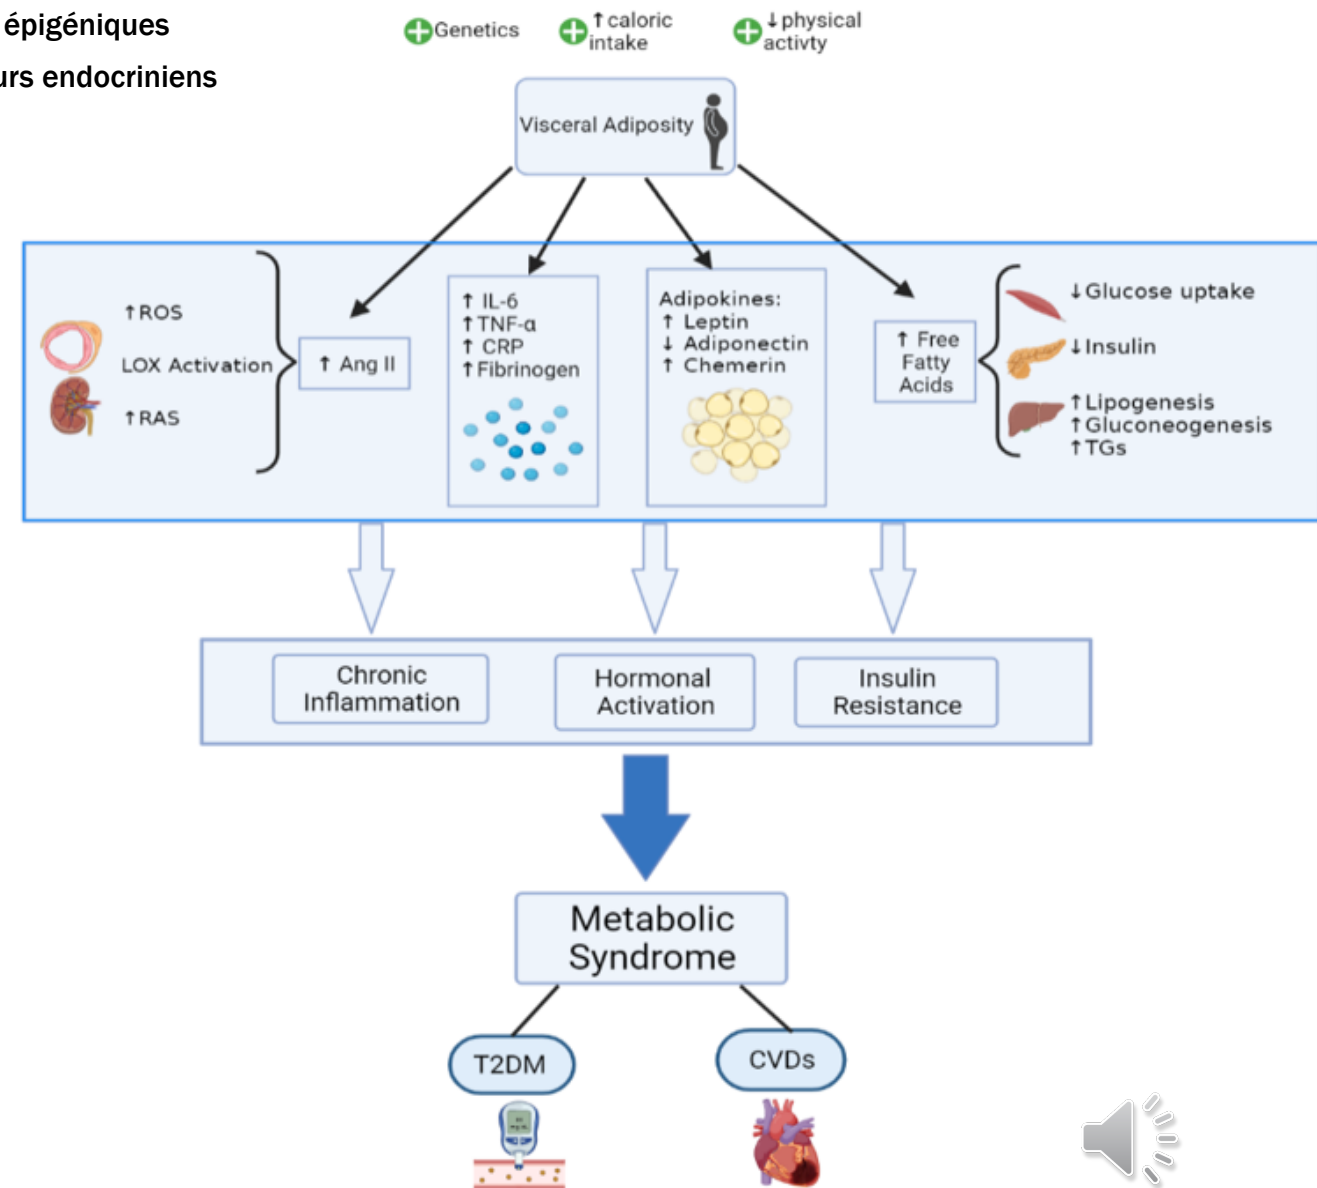 épigéniques
urs endocriniens
Genetics
↑caloric
intake
↓physical
activty
Visceral Adiposity
↑ROS
LOX Activation
↑RAS
↑ Ang II
↑ IL-6
↑TNF-α
↑ CRP
↑Fibrinogen
Adipokines:
↑ Leptin
↓ Adiponectin
↑ Chemerin
↑ Free
Fatty
Acids
↓Glucose uptake
↓Insulin
↑Lipogenesis
↑Gluconeogenesis
↑TGs
Chronic
Inflammation
Hormonal
Activation
Insulin
Resistance
Metabolic
Syndrome
T2DM
CVDs